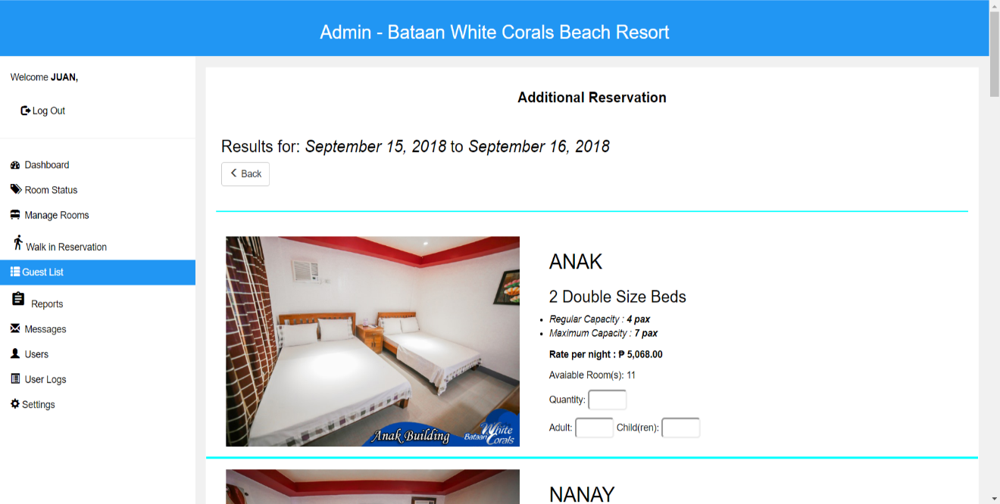 Admin - Bataan White Corals Beach Resort
Welcome JUAN,
Log Out
Dashboard
Room Status
Manage Rooms
Walk in Reservation
Guest List
Reports
Messages
Users
User Logs
Settings
Additional Reservation
Results for: September 15, 2018 to September 16, 2018
Back
Anak Building
Bataan White Corals
ANAK
2 Double Size Beds
Regular Capacity : 4 pax
Maximum Capacity : 7 pax
Rate per night : ₱ 5,068.00
Avaiable Room(s): 11
Quantity:
Adult: Child(ren):
NANAY